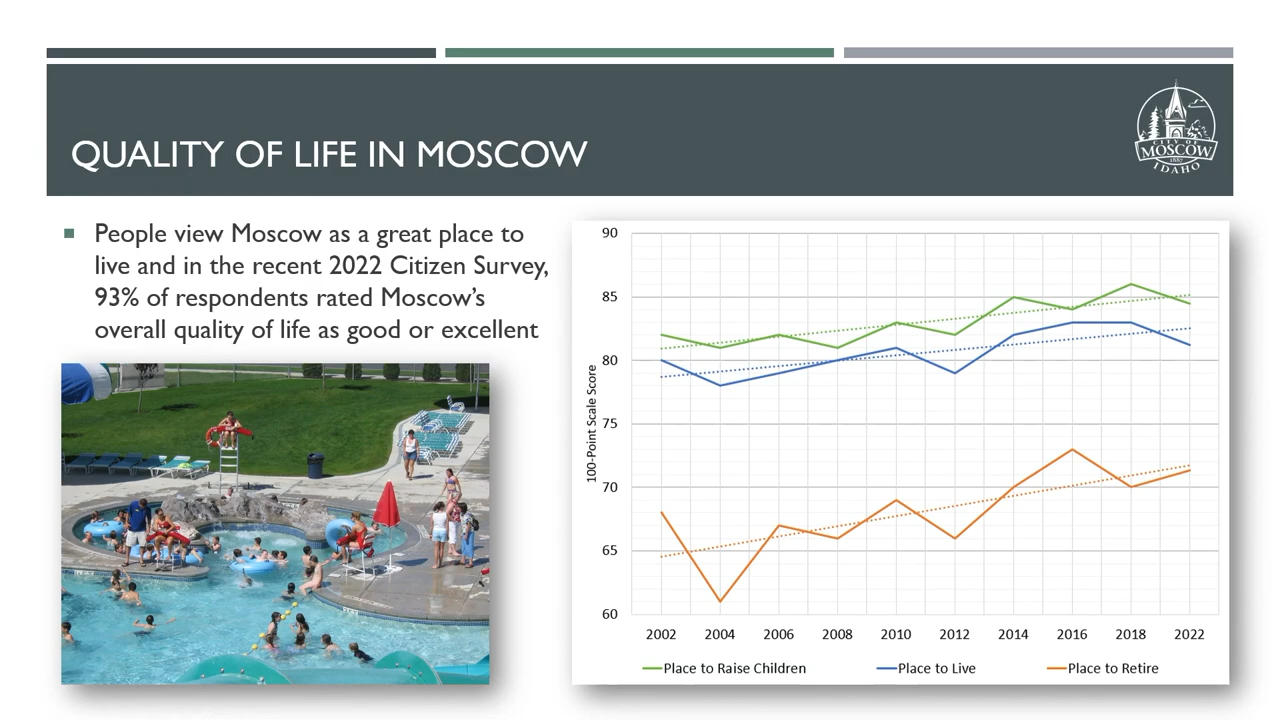 QUALITY OF LIFE IN MOSCOW
CITY OF
MOSCOW
1887
IDAHO
People view Moscow as a great place to
live and in the recent 2022 Citizen Survey,
93% of respondents rated Moscow’s
overall quality of life as good or excellent
100-Point Scale Score
90
85
80
75
70
65
60
2002 2004 2006 2008 2010 2012 2014 2016 2018 2022
Place to Raise Children Place to Live Place to Retire